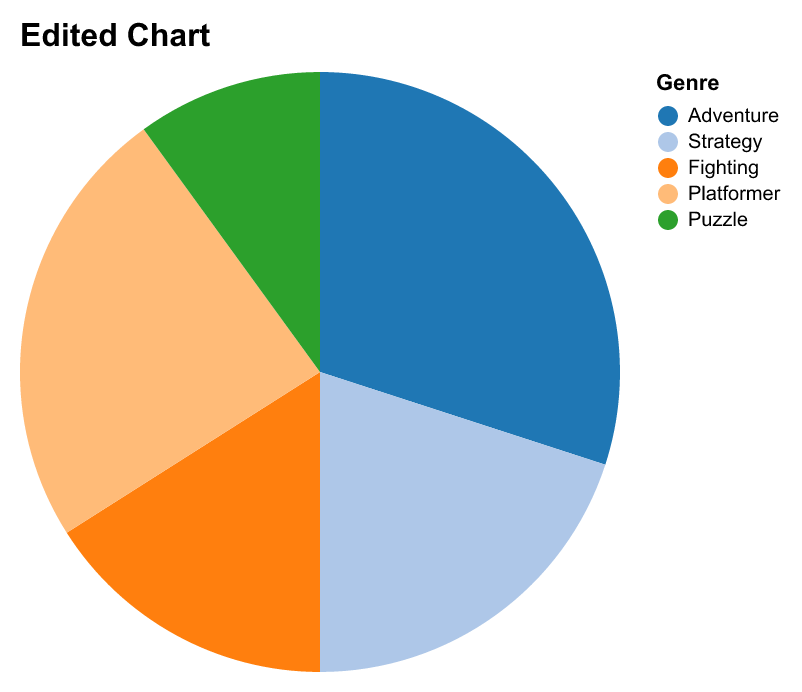 Edited Chart
Genre
Adventure
Strategy
Fighting
Platformer
Puzzle